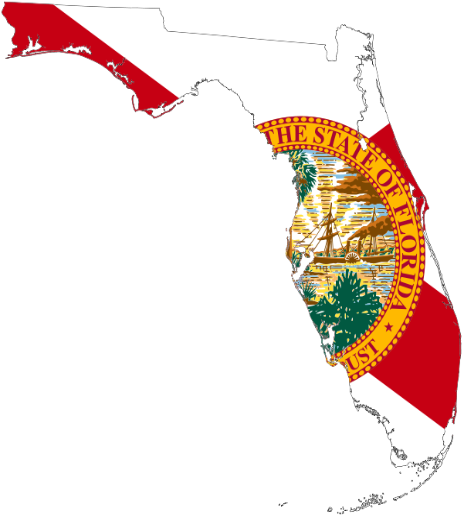 THE STATE OF FLORIDA
UST